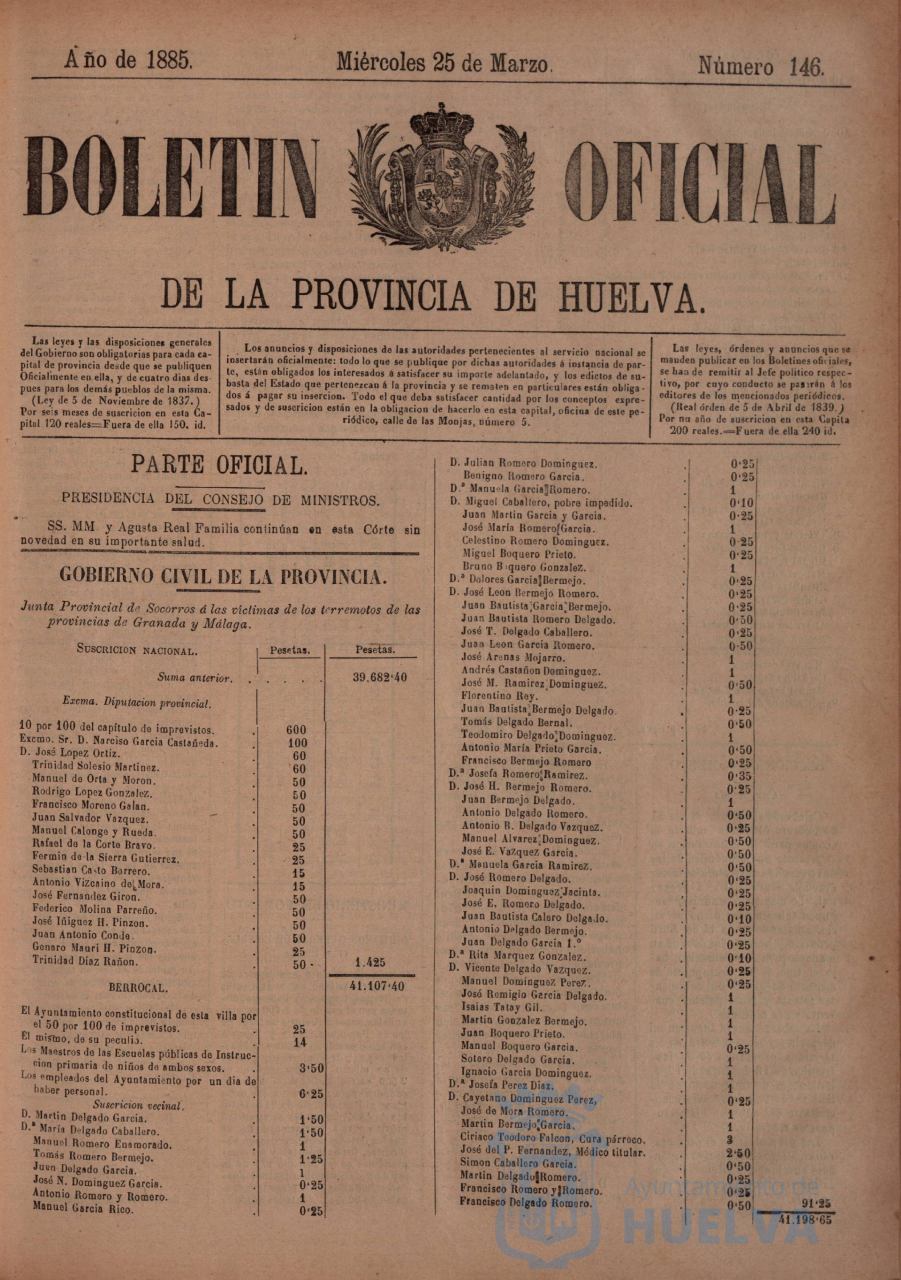 Año de 1885.
Miércoles 25 de Marzo.
Número 146.
BOLETIN OFICIAL
DE LA PROVINCIA DE HUELVA.
Las leyes y las disposiciones generales
del Gobierno son obligatorias para cada ca-
pital de provincia desde que se publiquen
Oficialmente en ella, y de cuatro dias des-
pues para los demás pueblos de la misma.
(Ley de 5 de Noviembre de 1837.)
Por seis meses de suscricion en esta Ca-
pital 120 reales=Fuera de ella 150. id.
Los anuncios y disposiciones de las autoridades pertenecientes al servicio nacional se
insertarán oficialmente: todo lo que se publique por dichas autoridades á instancia de par-
te, están obligados los interesados á satisfacer su importe adelantado, y los edictos de su-
basta del Estado que pertenezcan á la provincia y se rematen en particulares están obliga-
dos á pagar su insercion. Todo el que deba satisfacer cantidad por los conceptos expre-
sados y de suscricion están en la obligacion de hacerlo en esta capital, oficina de este pe-
riódico, calle de las Monjas, número 5.
Las leyes, órdenes y anuncios que se
manden publicar en los Boletines oficiales,
se han de remitir al Jefe politico respec-
tivo, por cuyo conducto se pasarán á los
editores de los mencionados periódicos.
(Real órden de 5 de Abril de 1839.)
Por un año de suscricion en esta Capita
200 reales.=Fuera de ella 240 id.
PARTE OFICIAL.
PRESIDENCIA DEL CONSEJO DE MINISTROS.
SS. MM y Agusta Real Familia continúan en esta Córte sin
novedad en su importante salud.
GOBIERNO CIVIL DE LA PROVINCIA.
Junta Provincial de Socorros á las victimas de los terremotos de las
provincias de Granada y Málaga.
SUSCRICION NACIONAL. Pesetas. Pesetas.
Suma anterior. . . . . . 39.682'40
Excma. Diputacion provincial.
10 por 100 del capítulo de imprevistos. . 600
Excmo. Sr. D. Narciso Garcia Castañeda. . 100
D. José Lopez Ortiz. . 60
Trinidad Solesio Martinez. . 60
Manuel de Orta y Moron. . 50
Rodrigo Lopez Gonzalez. . 50
Francisco Moreno Galan. . 50
Juan Salvador Vazquez. . 50
Manuel Calonge y Rueda. . 50
Rafael de la Corte Bravo. . 25
Fermin de la Sierra Gutierrez. . 25
Sebastian Casto Borrero. . 15
Antonio Vizcaino de Mora. . 15
José Fernandez Giron. . 50
Federico Molina Parreño. . 50
José Iñiguez H. Pinzon. . 50
Juan Antonio Conde. . 50
Genaro Mauri H. Pinzon. . 25
Trinidad Diaz Rañon. . 50 1.425
BERROCAL. 41.107'40
El Ayuntamiento constitucional de esta villa por
el 50 por 100 de imprevistos. . 25
El mismo, de su peculio. . 14
Los Maestros de las Escuelas públicas de Instruc-
cion primaria de niños de ambos sexos. . 3'50
Los empleados del Ayuntamiento por un dia de
haber personal. . 6'25
Suscricion vecinal.
D. Martin Delgado Garcia. . 1'50
D.ª María Delgado Caballero. . 1'50
Manuel Romero Enamorado. . 1
Tomás Romero Bermejo. . 1'25
Juan Delgado Garcia. . 1
José N. Dominguez Garcia. . 0'25
Antonio Romero y Romero. . 1
Manuel Garcia Rico. . 0'25
D. Julian Romero Dominguez. . 0'25
Benigno Romero Garcia. . 0'25
D.ª Manuela Garcia Romero. . 1
D. Miguel Caballero, pobre impedido. . 0'10
Juan Martin Garcia y Garcia. . 0'25
José María Romero Garcia. . 1
Celestino Romero Dominguez. . 0'25
Miguel Boquero Prieto. . 0'25
Bruno Boquero Gonzalez. . 1
D.ª Dolores Garcia Bermejo. . 0'25
D. José Leon Bermejo Romero. . 0'25
Juan Bautista Garcia Bermejo. . 0'25
Juan Bautista Romero Delgado. . 0'50
José T. Delgado Caballero. . 0'25
Juan Leon Garcia Romero. . 0'50
José Arenas Mojarro. . 1
Andrés Castañon Dominguez. . 1
José M. Ramirez Dominguez. . 0'50
Florentino Rey. . 1
Juan Bautista Bermejo Delgado. . 0'25
Tomás Delgado Bernal. . 0'50
Teodomiro Delgado Dominguez. . 1
Antonio María Prieto Garcia. . 0'50
Francisco Bermejo Romero . 0'25
D.ª Josefa Romero Ramirez. . 0'35
D. José H. Bermejo Romero. . 0'25
Juan Bermejo Delgado. . 1
Antonio Delgado Romero. . 0'50
Antonio B. Delgado Vazquez. . 0'25
Manuel Alvarez Dominguez. . 0'50
José E. Vazquez Garcia. . 0'50
D.ª Manuela Garcia Ramirez. . 0'50
D. José Romero Delgado. . 0'25
Joaquin Dominguez Jacinta. . 0'25
José E. Romero Delgado. . 0'25
Juan Bautista Calero Delgado. . 0'10
Antonio Delgado Bermejo. . 0'25
Juan Delgado Garcia 1.º . 0'25
D.ª Rita Marquez Gonzalez. . 0'10
D. Vicente Delgado Vazquez. . 0'25
Manuel Dominguez Perez. . 0'25
José Remigio Garcia Delgado. . 1
Isaias Tatay Gil. . 1
Martin Gonzalez Bermejo. . 1
Juan Boquero Prieto. . 1
Manuel Boquero Garcia. . 0'25
Sotero Delgado Garcia. . 1
Ignacio Garcia Dominguez. . 1
D.ª Josefa Perez Diaz. . 1
D. Cayetano Dominguez Perez, . 0'25
José de Mora Romero. . 1
Martin Bermejo Garcia. . 1
Ciriaco Teodoro Falcon, Cura párroco. . 3
José del P. Fernandez, Médico titular. . 2'50
Simon Caballero Garcia. . 0'50
Martin Delgado Romero. . 0'25
Francisco Romero y Romero. . 0'25
Francisco Delgado Romero. . 0'50 91'25
41.198'65
Ayuntamiento de
HUELVA